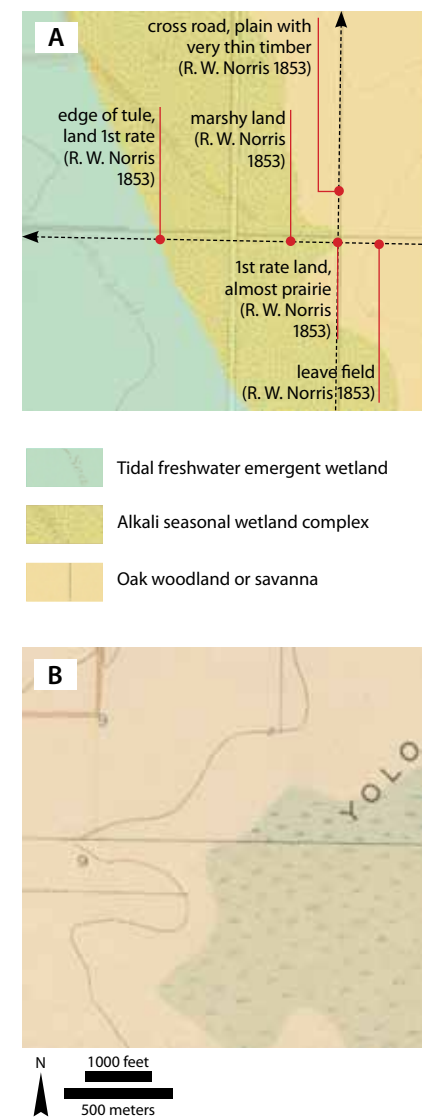 A
cross road, plain with
very thin timber
(R. W. Norris 1853)
edge of tule,
land 1st rate
(R. W. Norris
1853)
marshy land
(R. W. Norris
1853)
1st rate land,
almost prairie
(R. W. Norris
1853)
leave field
(R. W. Norris 1853)
Tidal freshwater emergent wetland
Alkali seasonal wetland complex
Oak woodland or savanna
B
9
YOLO
9
N
1000 feet
500 meters